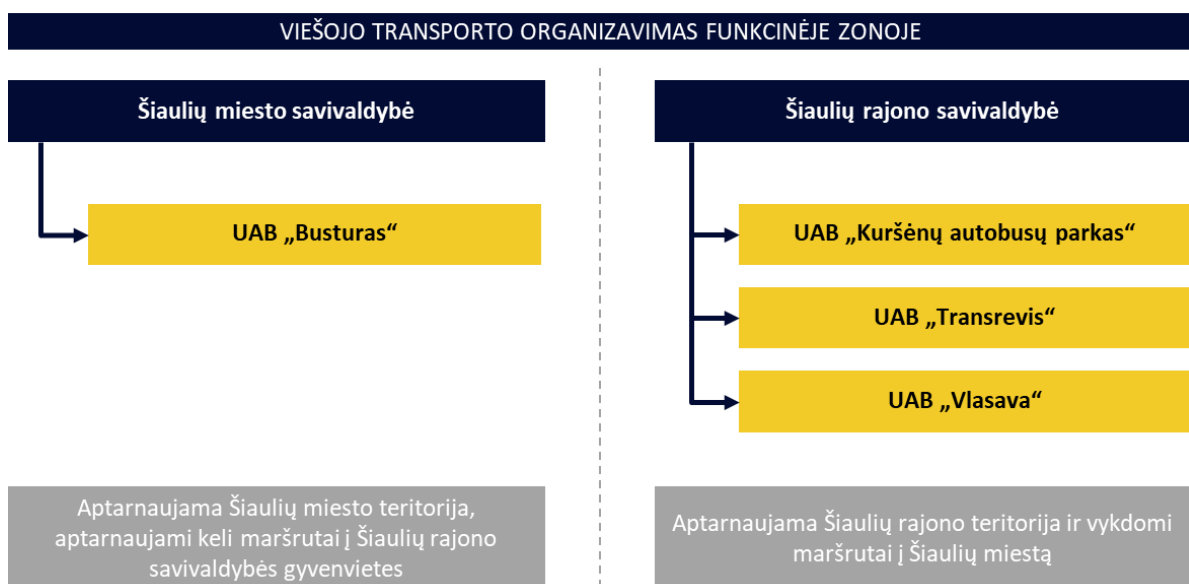 VIEŠOJO TRANSPORTO ORGANIZAVIMAS FUNKCINĖJE ZONOJE
Šiaulių miesto savivaldybė
UAB „Busturas“
Aptarnaujama Šiaulių miesto teritorija,
aptarnaujami keli maršrutai į Šiaulių rajono
savivaldybės gyvenvietes
Šiaulių rajono savivaldybė
UAB „Kuršėnų autobusų parkas“
UAB „Transrevis“
UAB „Vlasava“
Aptarnaujama Šiaulių rajono teritorija ir vykdomi
maršrutai į Šiaulių miestą